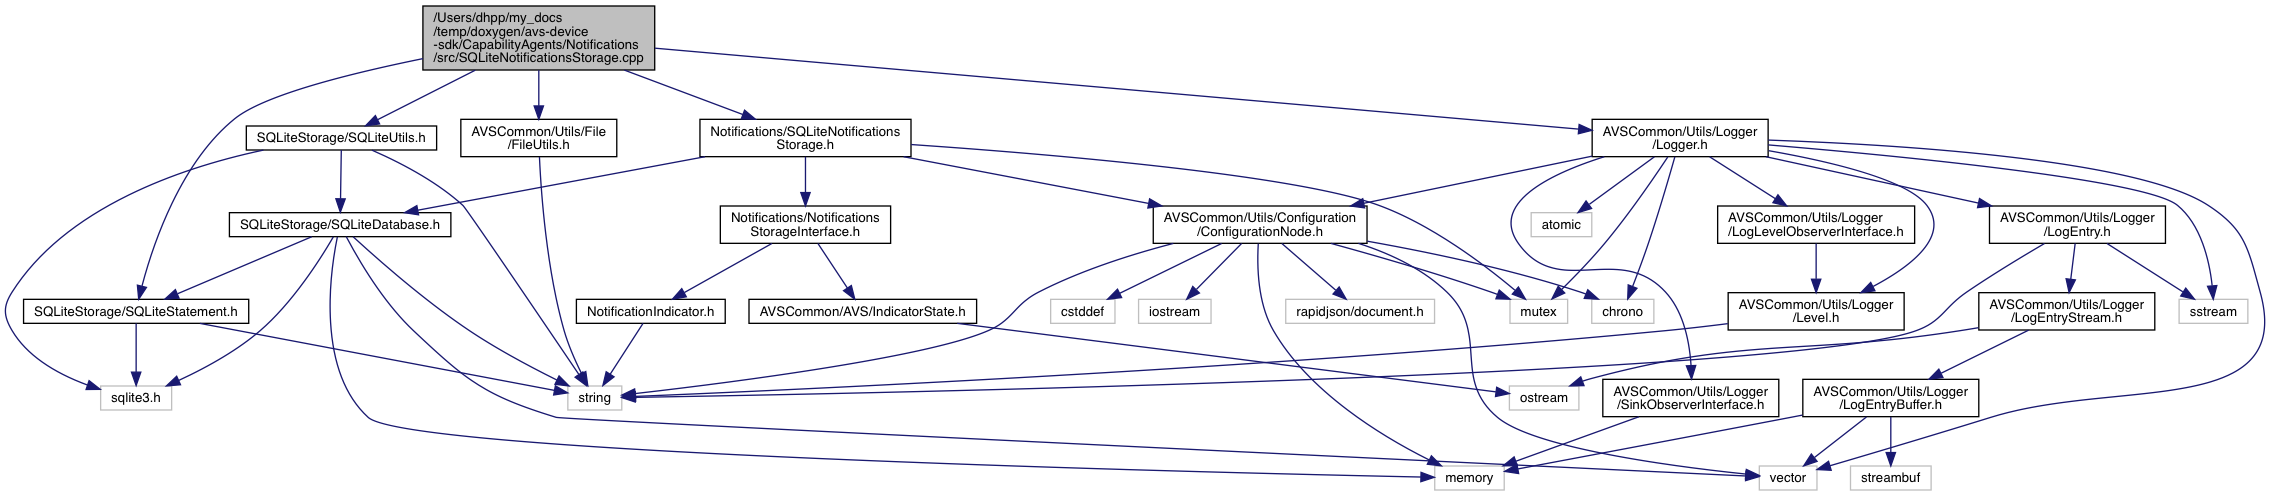 /Users/dhpp/my_docs
/temp/doxygen/avs-device
-sdk/CapabilityAgents/Notifications
/src/SQLiteNotificationsStorage.cpp
SQLiteStorage/SQLiteUtils.h
AVSCommon/Utils/File
/FileUtils.h
Notifications/SQLiteNotifications
Storage.h
AVSCommon/Utils/Logger
/Logger.h
SQLiteStorage/SQLiteDatabase.h
Notifications/Notifications
StorageInterface.h
AVSCommon/Utils/Configuration
/ConfigurationNode.h
atomic
AVSCommon/Utils/Logger
/LogLevelObserverInterface.h
AVSCommon/Utils/Logger
/LogEntry.h
SQLiteStorage/SQLiteStatement.h
NotificationIndicator.h
AVSCommon/AVS/IndicatorState.h
cstddef
iostream
rapidjson/document.h
mutex
chrono
AVSCommon/Utils/Logger
/Level.h
AVSCommon/Utils/Logger
/LogEntryStream.h
sstream
sqlite3.h
string
ostream
AVSCommon/Utils/Logger
/SinkObserverInterface.h
AVSCommon/Utils/Logger
/LogEntryBuffer.h
memory
vector
streambuf